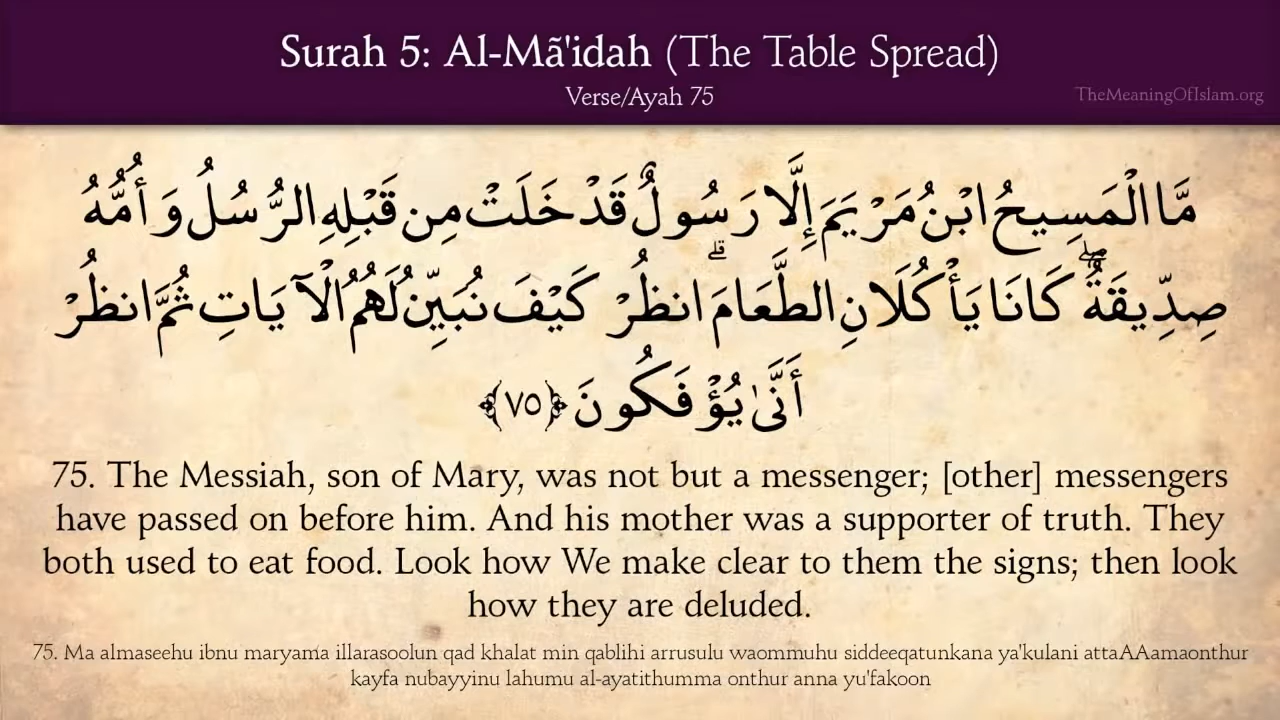 Surah 5: Al-Mã'idah (The Table Spread)
Verse/Ayah 75
TheMeaningOfIslam.org
مَّا الْمَسِيحُ ابْنُ مَرْيَمَ إِلَّا رَسُولٌ قَدْ خَلَتْ مِن قَبْلِهِ الرُّسُلُ وَأُمُّهُ
صِدِّيقَةٌ ۖ كَانَا يَأْكُلَانِ الطَّعَامَ ۗ انظُرْ كَيْفَ نُبَيِّنُ لَهُمُ الْآيَاتِ ثُمَّ انظُرْ
أَنَّىٰ يُؤْفَكُونَ ﴿٧٥﴾
75. The Messiah, son of Mary, was not but a messenger; [other] messengers
have passed on before him. And his mother was a supporter of truth. They
both used to eat food. Look how We make clear to them the signs; then look
how they are deluded.
75. Ma almaseehu ibnu maryama illarasoolun qad khalat min qablihi arrusulu waommuhu siddeeqatunkana ya'kulani attaAAamaonthur
kayfa nubayyinu lahumu al-ayatithumma onthur anna yu'fakoon